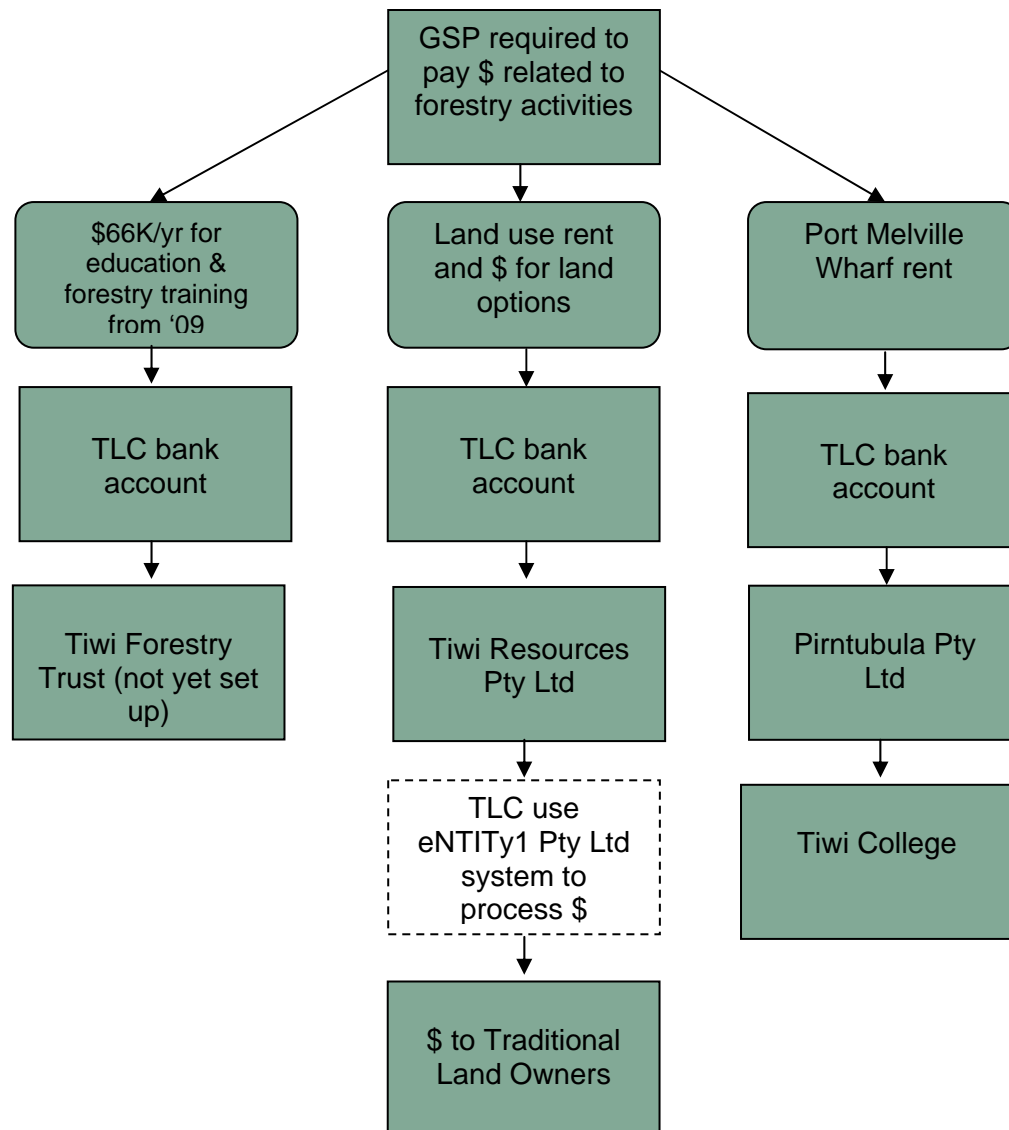 GSP required to
pay $ related to
forestry activities
$66K/yr for
education &
forestry training
from ‘09
Land use rent
and $ for land
options
Port Melville
Wharf rent
TLC bank
account
TLC bank
account
TLC bank
account
Tiwi Forestry
Trust (not yet set
up)
Tiwi Resources
Pty Ltd
Pirntubula Pty
Ltd
TLC use
eNTITy1 Pty Ltd
system to
process $
Tiwi College
$ to Traditional
Land Owners